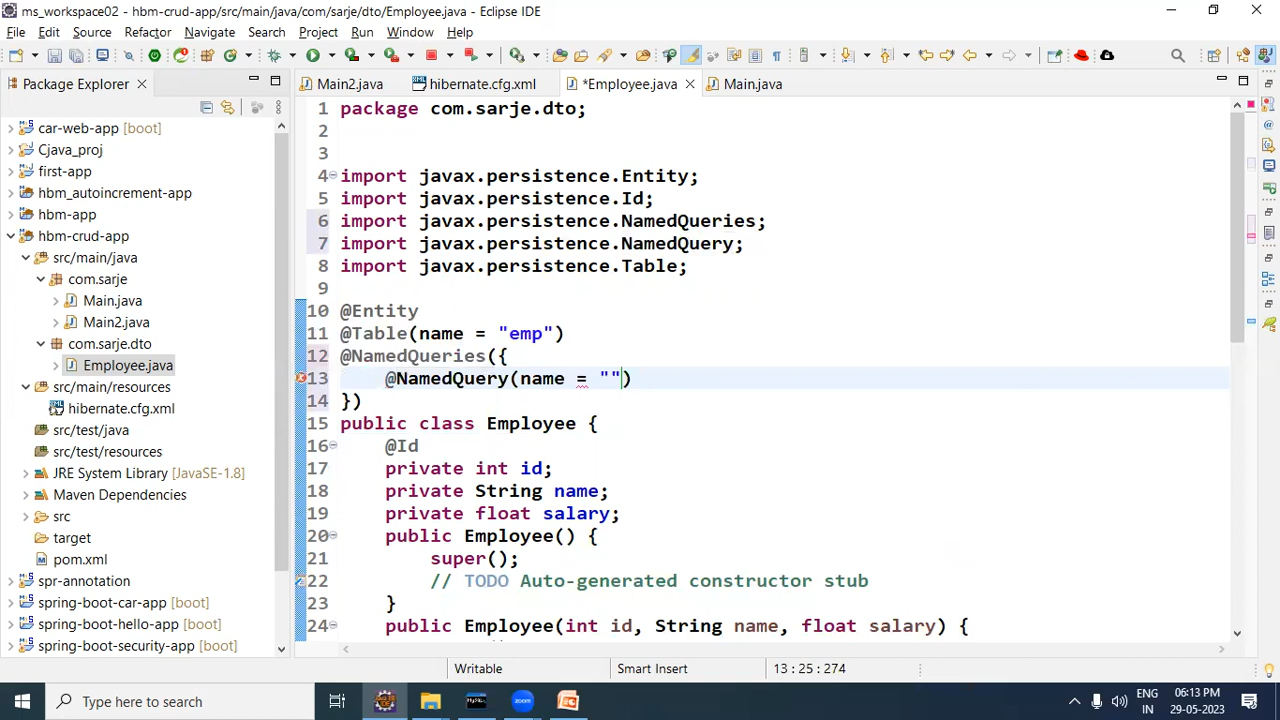 ms_workspace02 - hbm-crud-app/src/main/java/com/sarje/dto/Employee.java - Eclipse IDE
File Edit Source Refactor Navigate Search Project Run Window Help
Package Explorer
Main2.java hibernate.cfg.xml *Employee.java Main.java
car-web-app [boot]
Cjava_proj
first-app
hbm_autoincrement-app
hbm-app
hbm-crud-app
src/main/java
com.sarje
Main.java
Main2.java
com.sarje.dto
Employee.java
src/main/resources
hibernate.cfg.xml
src/test/java
src/test/resources
JRE System Library [JavaSE-1.8]
Maven Dependencies
src
target
pom.xml
spr-annotation
spring-boot-car-app [boot]
spring-boot-hello-app [boot]
spring-boot-security-app [boot]
1 package com.sarje.dto;
2
3
4 import javax.persistence.Entity;
5 import javax.persistence.Id;
6 import javax.persistence.NamedQueries;
7 import javax.persistence.NamedQuery;
8 import javax.persistence.Table;
9
10 @Entity
11 @Table(name = "emp")
12 @NamedQueries({
13 @NamedQuery(name = "")
14 })
15 public class Employee {
16 @Id
17 private int id;
18 private String name;
19 private float salary;
20 public Employee() {
21 super();
22 // TODO Auto-generated constructor stub
23 }
24 public Employee(int id, String name, float salary) {
Writable Smart Insert 13 : 25 : 274
Type here to search
zoom
ENG
IN
06:13 PM
29-05-2023